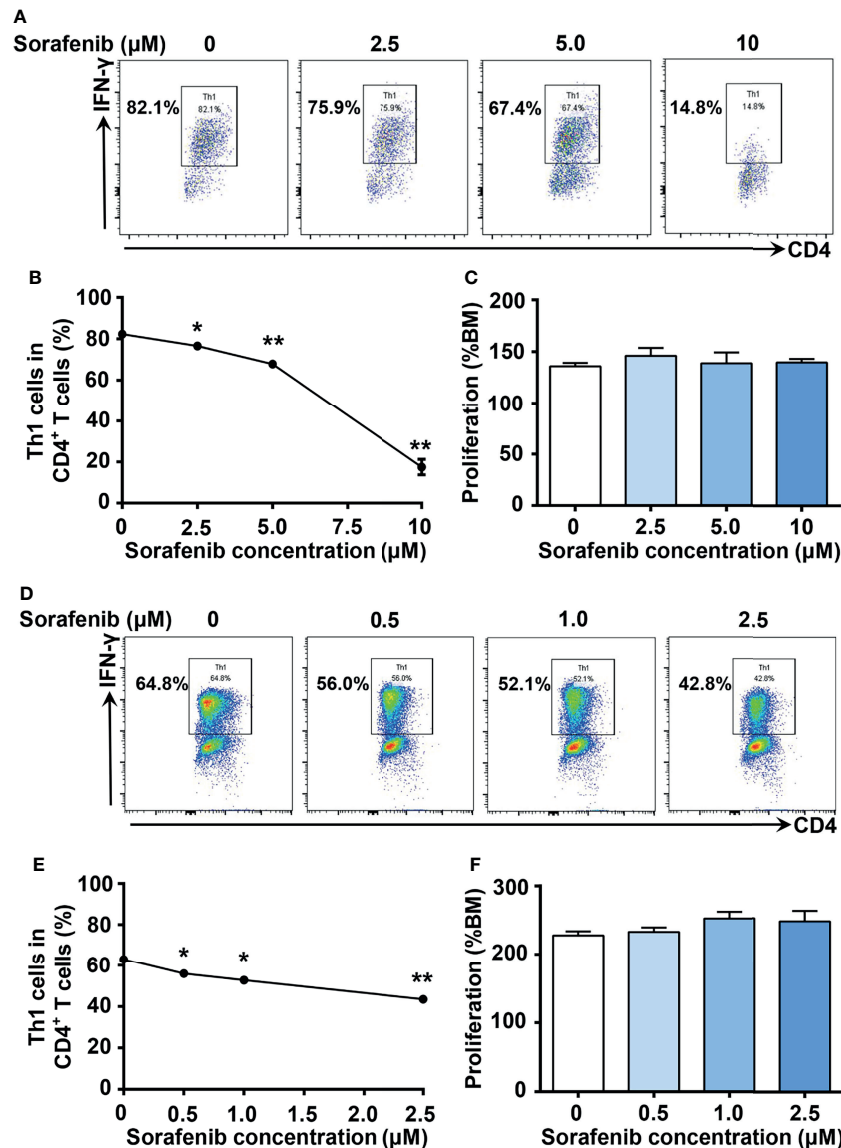 A
Sorafenib (µM) 0 2.5 5.0 10
IFN-γ
82.1% Th1 82.1%
75.9% Th1 75.9%
67.4% Th1 67.4%
14.8% Th1 14.8%
CD4
B
Th1 cells in
CD4+ T cells (%)
100
80
60
40
20
0
*
**
**
0 2.5 5.0 7.5 10
Sorafenib concentration (µM)
C
Proliferation (%BM)
200
150
100
50
0
0 2.5 5.0 10
Sorafenib concentration (µM)
D
Sorafenib (µM) 0 0.5 1.0 2.5
IFN-γ
64.8% Th1 64.8%
56.0% Th1 56.0%
52.1% Th1 52.1%
42.8% Th1 42.8%
CD4
E
Th1 cells in
CD4+ T cells (%)
100
80
60
40
20
0
*
*
**
0 0.5 1.0 1.5 2.0 2.5
Sorafenib concentration (µM)
F
Proliferation (%BM)
300
200
100
0
0 0.5 1.0 2.5
Sorafenib concentration (µM)